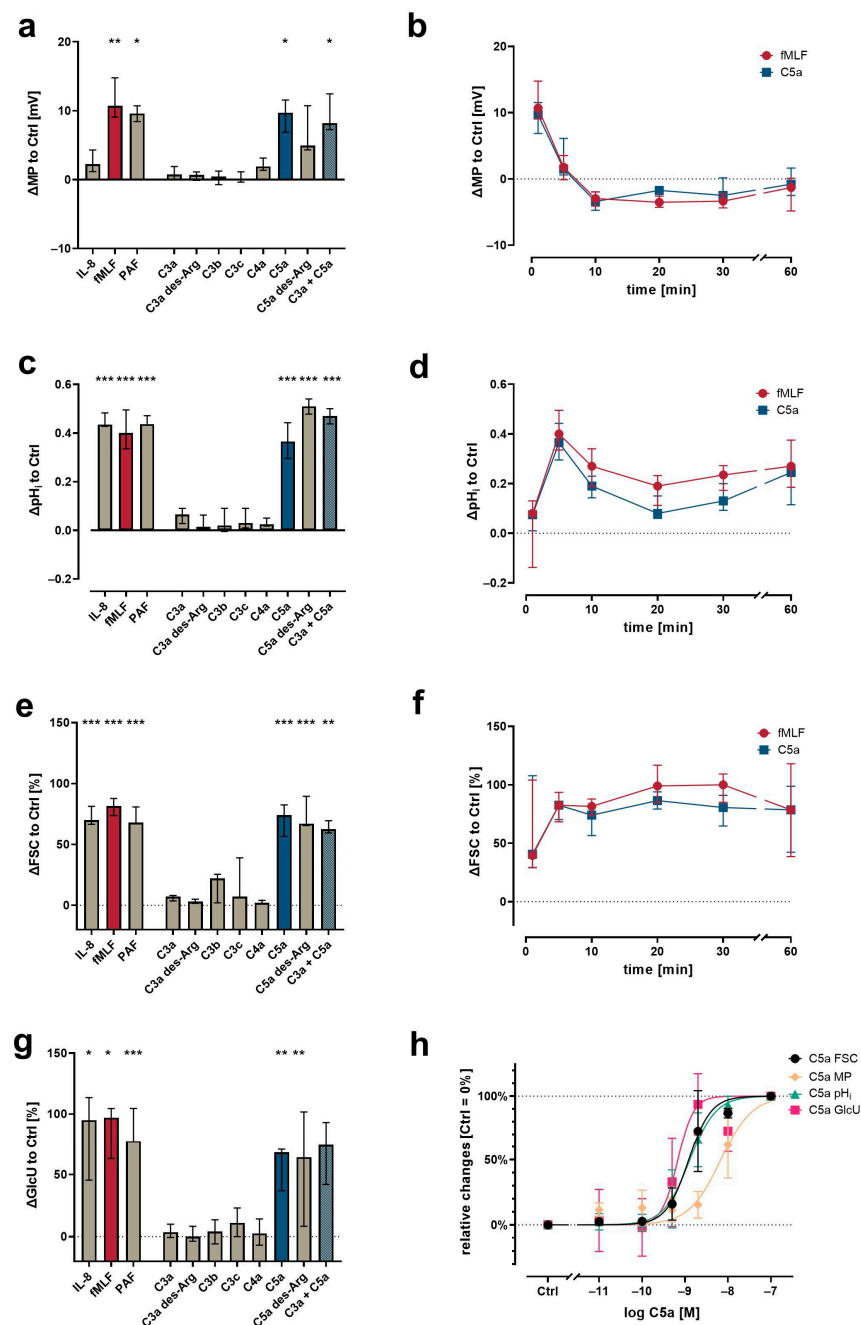 a
ΔMP to Ctrl [mV]
20
10
0
–10
** * * *
IL-8 fMLF PAF C3a C3a des-Arg C3b C3c C4a C5a C5a des-Arg C3a + C5a
b
ΔMP to Ctrl [mV]
20
10
0
–10
fMLF
C5a
0 10 20 30 60
time [min]
c
ΔpHi to Ctrl
0.6
0.4
0.2
0.0
–0.2
*** *** *** *** *** ***
IL-8 fMLF PAF C3a C3a des-Arg C3b C3c C4a C5a C5a des-Arg C3a + C5a
d
ΔpHi to Ctrl
0.6
0.4
0.2
0.0
–0.2
fMLF
C5a
0 10 20 30 60
time [min]
e
ΔFSC to Ctrl [%]
150
100
50
0
*** *** *** *** *** **
IL-8 fMLF PAF C3a C3a des-Arg C3b C3c C4a C5a C5a des-Arg C3a + C5a
f
ΔFSC to Ctrl [%]
150
100
50
0
fMLF
C5a
0 10 20 30 60
time [min]
g
ΔGlcU to Ctrl [%]
150
100
50
0
* * *** ** **
IL-8 fMLF PAF C3a C3a des-Arg C3b C3c C4a C5a C5a des-Arg C3a + C5a
h
relative changes [Ctrl = 0%]
100%
50%
0%
C5a FSC
C5a MP
C5a pHi
C5a GlcU
Ctrl –11 –10 –9 –8 –7
log C5a [M]